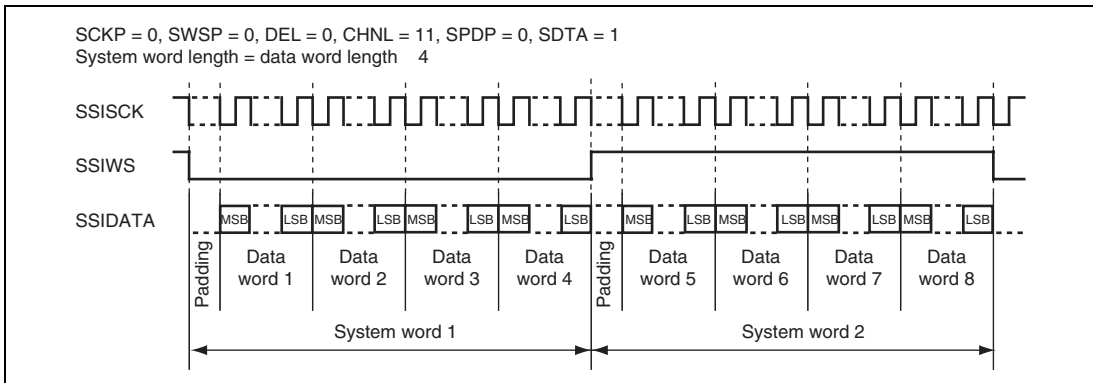 SCKP = 0, SWSP = 0, DEL = 0, CHNL = 11, SPDP = 0, SDTA = 1
System word length = data word length 4
SSISCK
SSIWS
SSIDATA
MSB LSB MSB LSB MSB LSB MSB LSB MSB LSB MSB LSB MSB LSB MSB LSB
Padding Data word 1 Data word 2 Data word 3 Data word 4 Padding Data word 5 Data word 6 Data word 7 Data word 8
System word 1 System word 2